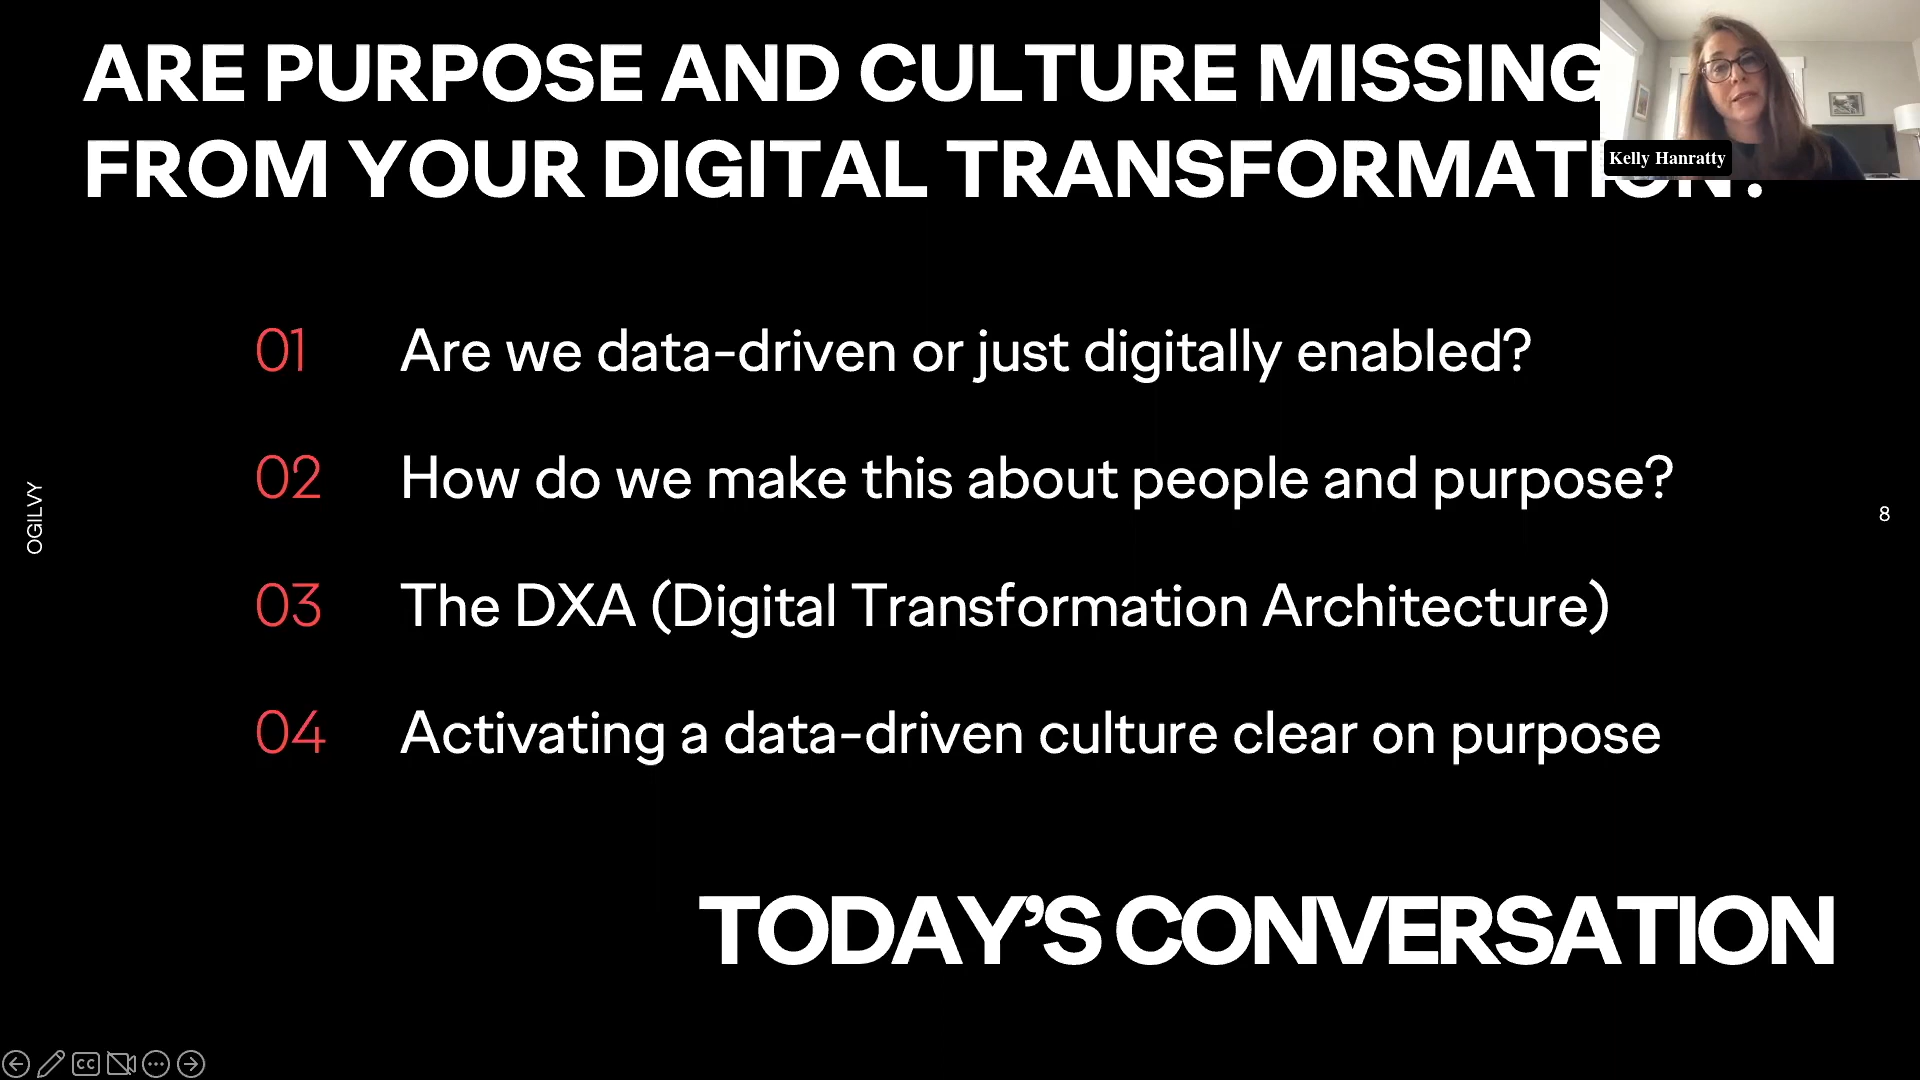 ARE PURPOSE AND CULTURE MISSING
FROM YOUR DIGITAL TRANSFORMATION?
Kelly Hanratty
01 Are we data-driven or just digitally enabled?
02 How do we make this about people and purpose?
OGILVY
8
03 The DXA (Digital Transformation Architecture)
04 Activating a data-driven culture clear on purpose
TODAY’S CONVERSATION
CC